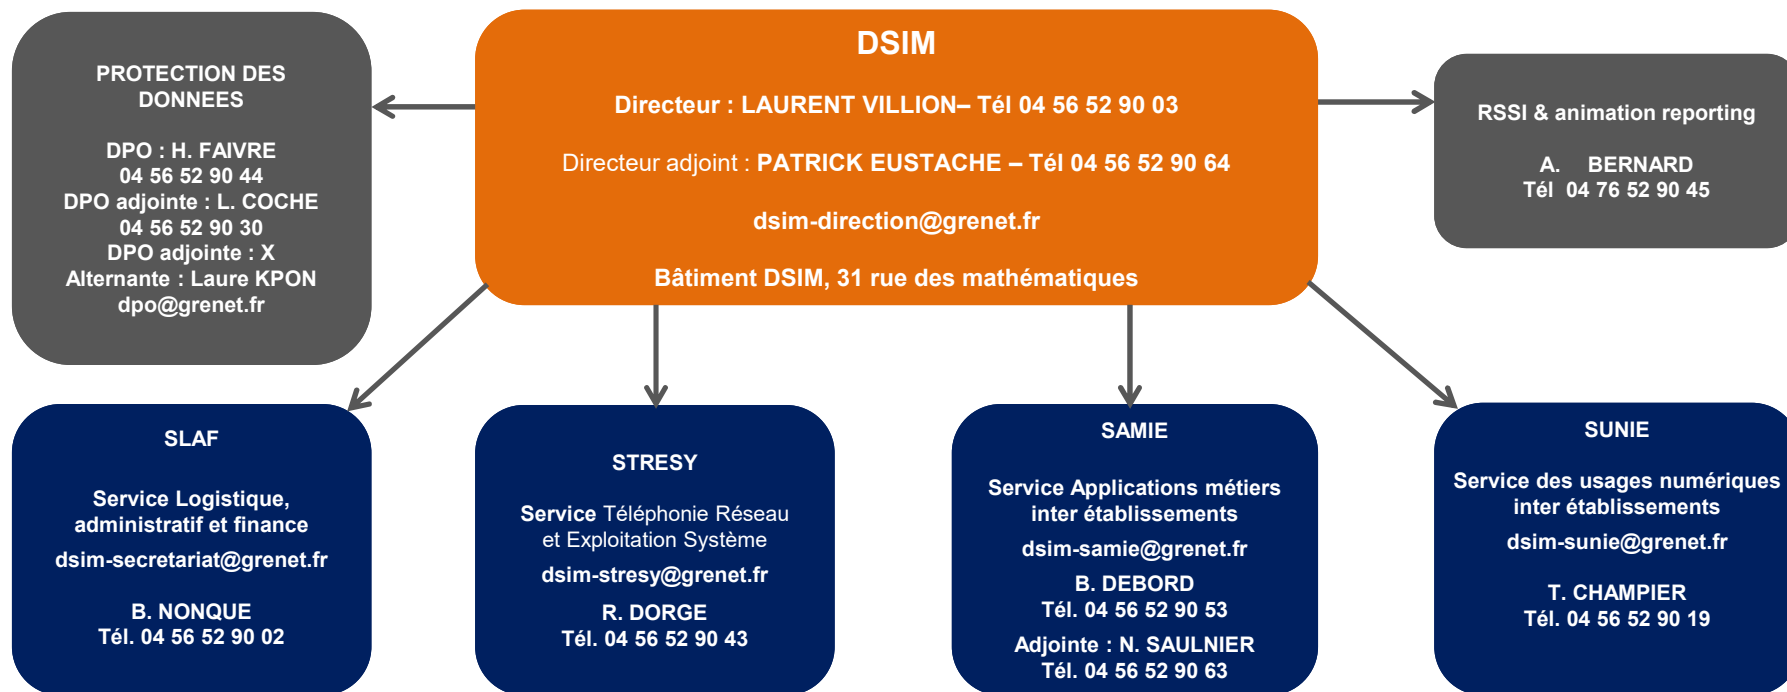 DSIM
Directeur : LAURENT VILLION– Tél 04 56 52 90 03
Directeur adjoint : PATRICK EUSTACHE – Tél 04 56 52 90 64
dsim-direction@grenet.fr
Bâtiment DSIM, 31 rue des mathématiques
PROTECTION DES
DONNEES
DPO : H. FAIVRE
04 56 52 90 44
DPO adjointe : L. COCHE
04 56 52 90 30
DPO adjointe : X
Alternante : Laure KPON
dpo@grenet.fr
RSSI & animation reporting
A. BERNARD
Tél 04 76 52 90 45
SLAF
Service Logistique,
administratif et finance
dsim-secretariat@grenet.fr
B. NONQUE
Tél. 04 56 52 90 02
STRESY
Service Téléphonie Réseau
et Exploitation Système
dsim-stresy@grenet.fr
R. DORGE
Tél. 04 56 52 90 43
SAMIE
Service Applications métiers
inter établissements
dsim-samie@grenet.fr
B. DEBORD
Tél. 04 56 52 90 53
Adjointe : N. SAULNIER
Tél. 04 56 52 90 63
SUNIE
Service des usages numériques
inter établissements
dsim-sunie@grenet.fr
T. CHAMPIER
Tél. 04 56 52 90 19